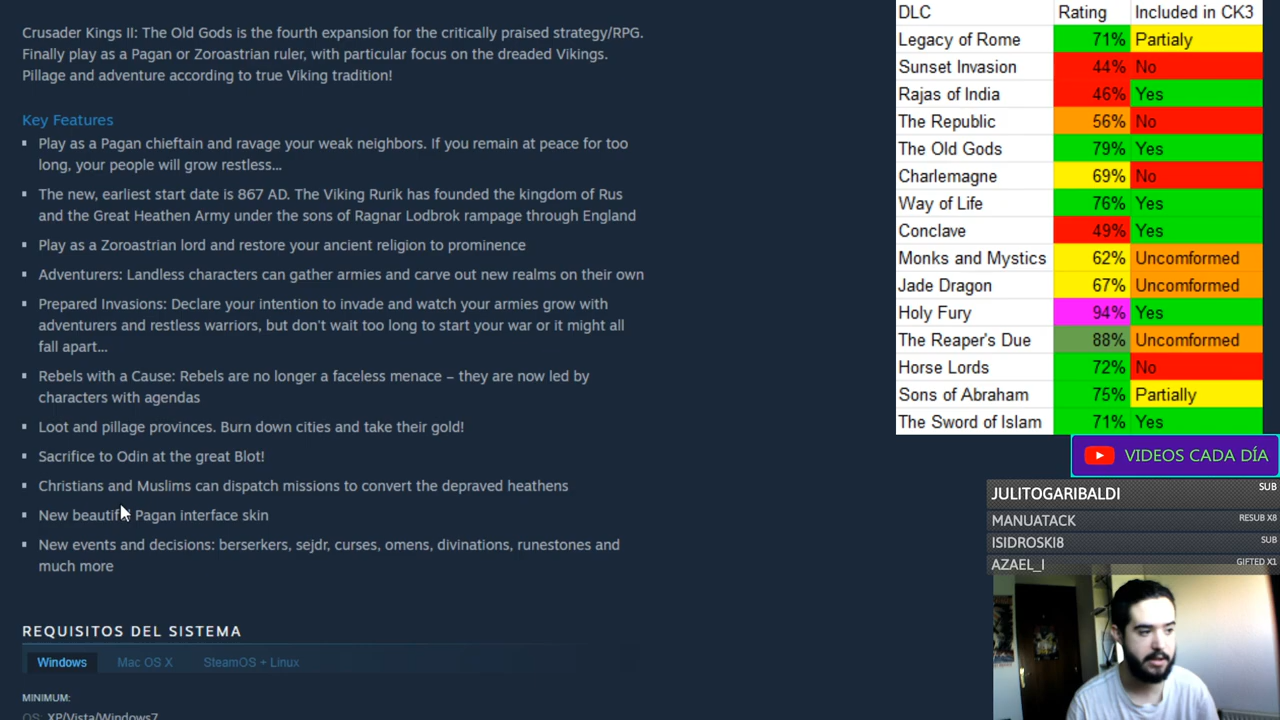 Crusader Kings II: The Old Gods is the fourth expansion for the critically praised strategy/RPG.
Finally play as a Pagan or Zoroastrian ruler, with particular focus on the dreaded Vikings.
Pillage and adventure according to true Viking tradition!
Key Features
Play as a Pagan chieftain and ravage your weak neighbors. If you remain at peace for too
long, your people will grow restless...
The new, earliest start date is 867 AD. The Viking Rurik has founded the kingdom of Rus
and the Great Heathen Army under the sons of Ragnar Lodbrok rampage through England
Play as a Zoroastrian lord and restore your ancient religion to prominence
Adventurers: Landless characters can gather armies and carve out new realms on their own
Prepared Invasions: Declare your intention to invade and watch your armies grow with
adventurers and restless warriors, but don't wait too long to start your war or it might all
fall apart...
Rebels with a Cause: Rebels are no longer a faceless menace – they are now led by
characters with agendas
Loot and pillage provinces. Burn down cities and take their gold!
Sacrifice to Odin at the great Blot!
Christians and Muslims can dispatch missions to convert the depraved heathens
New beautiful Pagan interface skin
New events and decisions: berserkers, sejdr, curses, omens, divinations, runestones and
much more
REQUISITOS DEL SISTEMA
Windows Mac OS X SteamOS + Linux
MINIMUM:
OS: XP/Vista/Windows7
DLC Rating Included in CK3
Legacy of Rome 71% Partialy
Sunset Invasion 44% No
Rajas of India 46% Yes
The Republic 56% No
The Old Gods 79% Yes
Charlemagne 69% No
Way of Life 76% Yes
Conclave 49% Yes
Monks and Mystics 62% Uncomformed
Jade Dragon 67% Uncomformed
Holy Fury 94% Yes
The Reaper's Due 88% Uncomformed
Horse Lords 72% No
Sons of Abraham 75% Partially
The Sword of Islam 71% Yes
VIDEOS CADA DÍA
JULITOGARIBALDI SUB
MANUATACK RESUB X8
ISIDROSKI8 SUB
AZAEL_I GIFTED X1